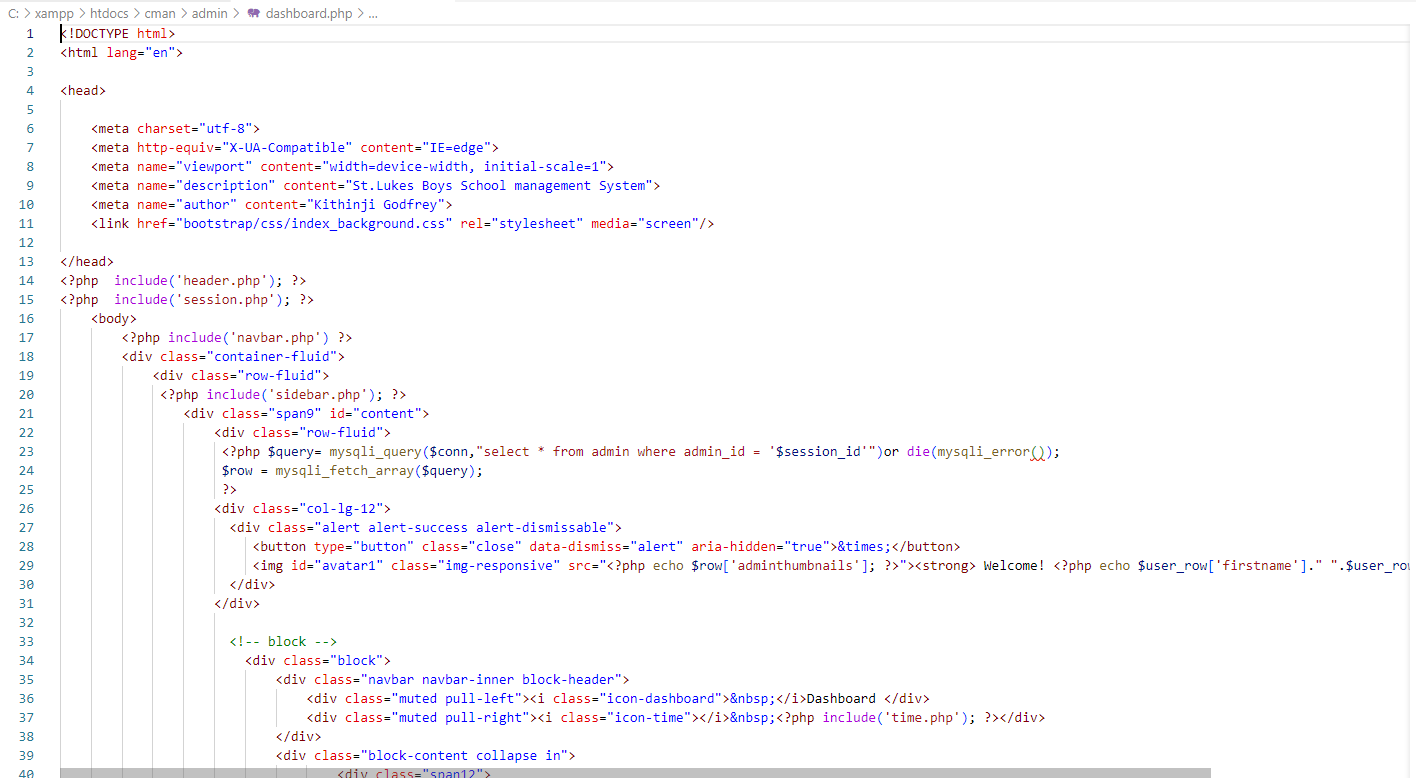 C: > xampp > htdocs > cman > admin > dashboard.php > ...
1 <!DOCTYPE html>
2 <html lang="en">
3
4 <head>
5
6 <meta charset="utf-8">
7 <meta http-equiv="X-UA-Compatible" content="IE=edge">
8 <meta name="viewport" content="width=device-width, initial-scale=1">
9 <meta name="description" content="St.Lukes Boys School management System">
10 <meta name="author" content="Kithinji Godfrey">
11 <link href="bootstrap/css/index_background.css" rel="stylesheet" media="screen"/>
12
13 </head>
14 <?php  include('header.php'); ?>
15 <?php  include('session.php'); ?>
16 <body>
17 <?php include('navbar.php') ?>
18 <div class="container-fluid">
19 <div class="row-fluid">
20 <?php include('sidebar.php'); ?>
21 <div class="span9" id="content">
22 <div class="row-fluid">
23 <?php $query= mysqli_query($conn,"select * from admin where admin_id = '$session_id'")or die(mysqli_error());
24 $row = mysqli_fetch_array($query);
25 ?>
26 <div class="col-lg-12">
27 <div class="alert alert-success alert-dismissable">
28 <button type="button" class="close" data-dismiss="alert" aria-hidden="true">&times;</button>
29 <img id="avatar1" class="img-responsive" src="<?php echo $row['adminthumbnails']; ?>"><strong> Welcome! <?php echo $user_row['firstname']." ".$user_ro
30 </div>
31 </div>
32
33 <!-- block -->
34 <div class="block">
35 <div class="navbar navbar-inner block-header">
36 <div class="muted pull-left"><i class="icon-dashboard">&nbsp;</i>Dashboard </div>
37 <div class="muted pull-right"><i class="icon-time"></i>&nbsp;<?php include('time.php'); ?></div>
38 </div>
39 <div class="block-content collapse in">
40 <div class="span12">